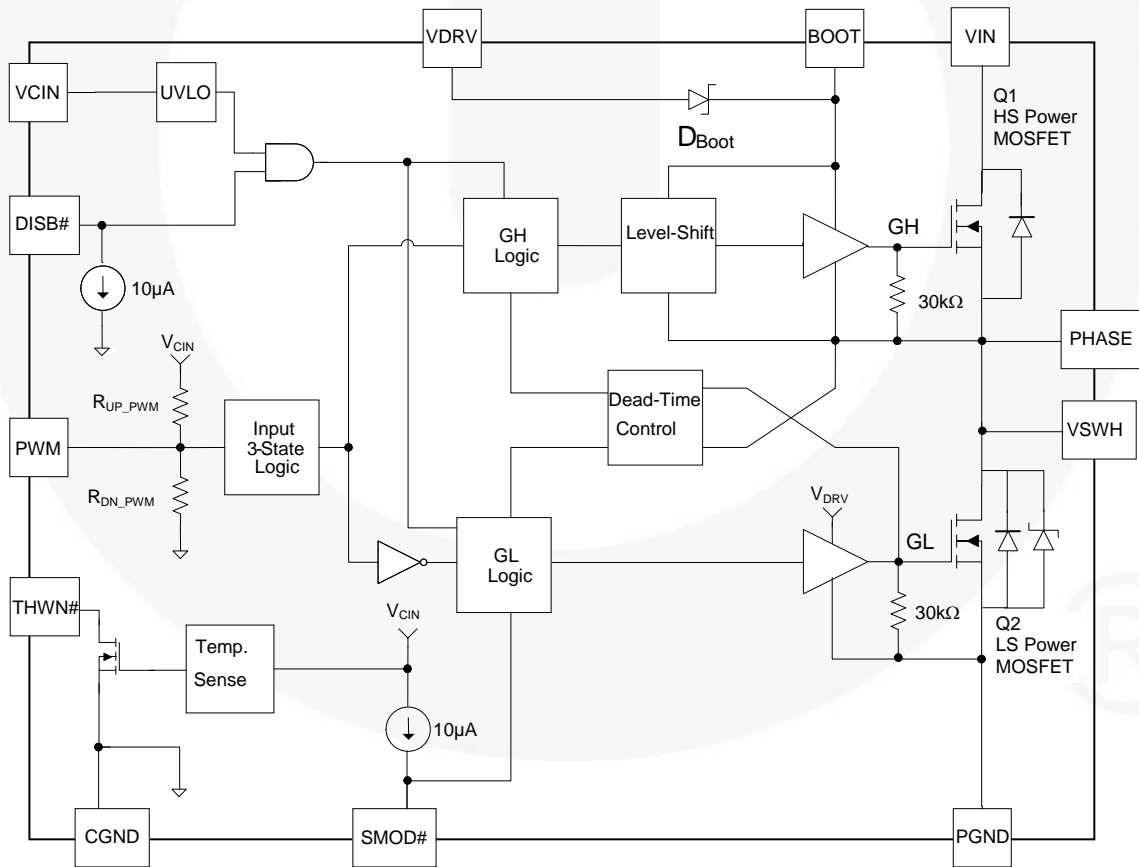 VDRV
BOOT
VIN
VCIN
UVLO
Q1
HS Power
MOSFET
DBoot
DISB#
GH
Logic
Level-Shift
GH
10µA
30kΩ
VCIN
PHASE
RUP_PWM
Dead-Time
Control
Input
3-State
Logic
PWM
VSWH
RDN_PWM
VDRV
GL
Logic
GL
THWN#
VCIN
30kΩ
Temp.
Sense
Q2
LS Power
MOSFET
10µA
CGND
SMOD#
PGND
®